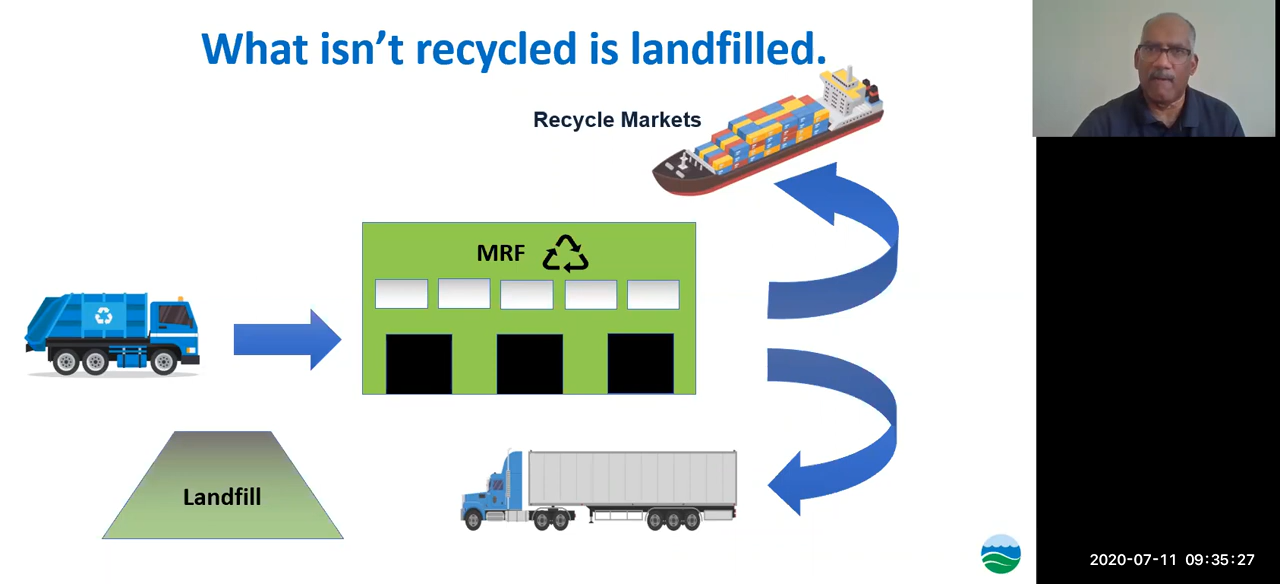 What isn't recycled is landfilled.
Recycle Markets
MRF
Landfill
2020-07-11 09:35:27